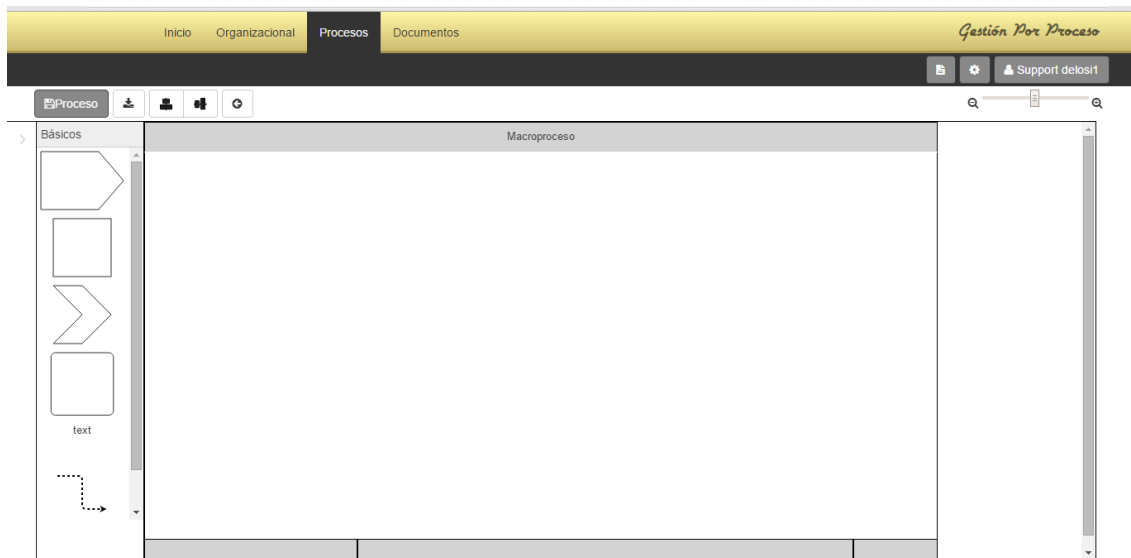 Inicio Organizacional Procesos Documentos Gestión Por Proceso
Support delosi1
Proceso
Básicos
Macroproceso
text